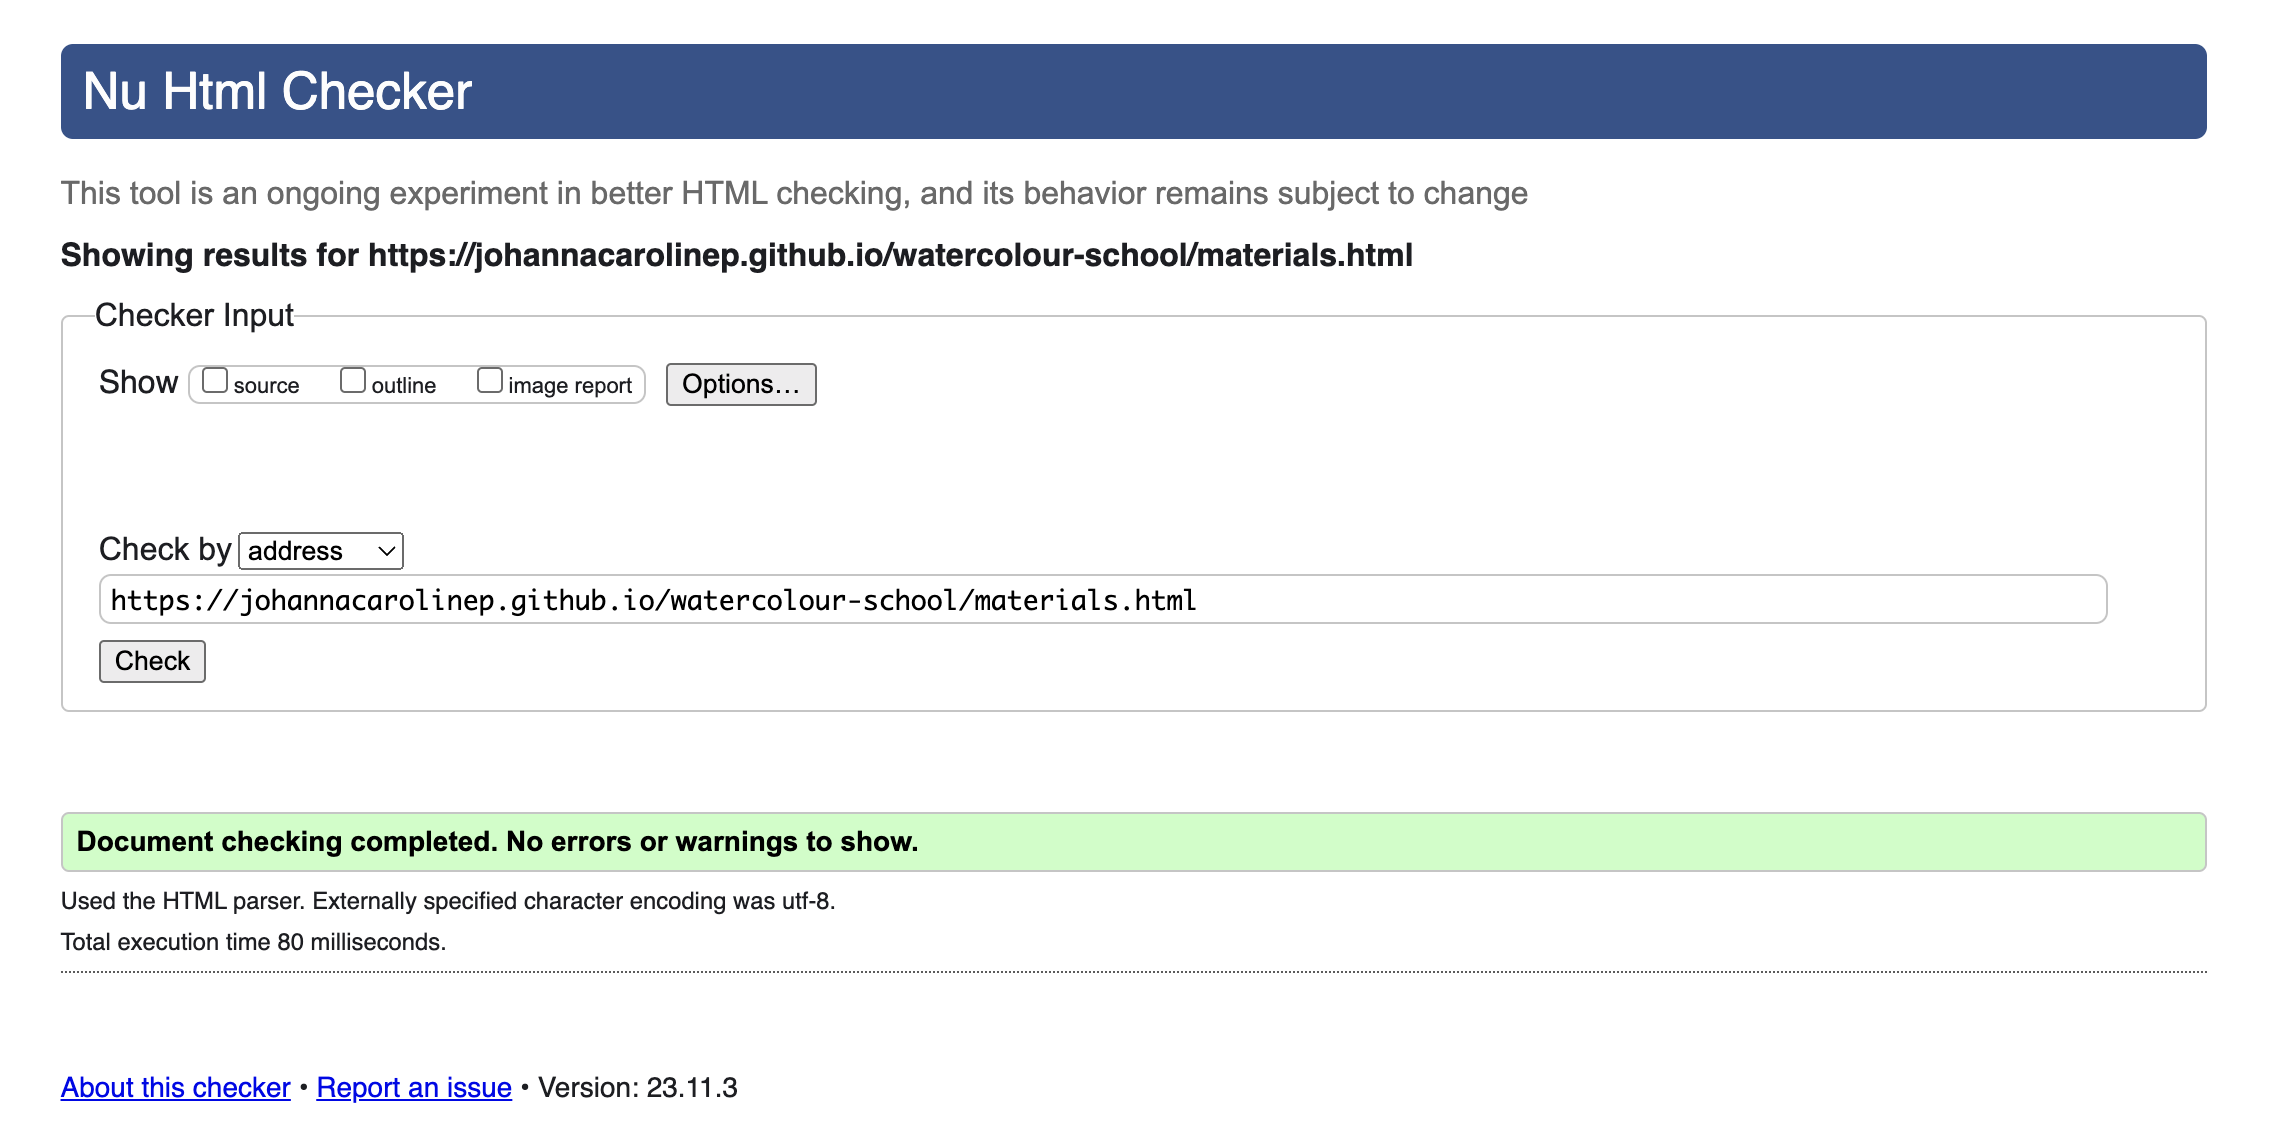 Nu Html Checker
This tool is an ongoing experiment in better HTML checking, and its behavior remains subject to change
Showing results for https://johannacarolinep.github.io/watercolour-school/materials.html
Checker Input
Show source outline image report Options…
Check by address
https://johannacarolinep.github.io/watercolour-school/materials.html
Check
Document checking completed. No errors or warnings to show.
Used the HTML parser. Externally specified character encoding was utf-8.
Total execution time 80 milliseconds.
About this checker • Report an issue • Version: 23.11.3